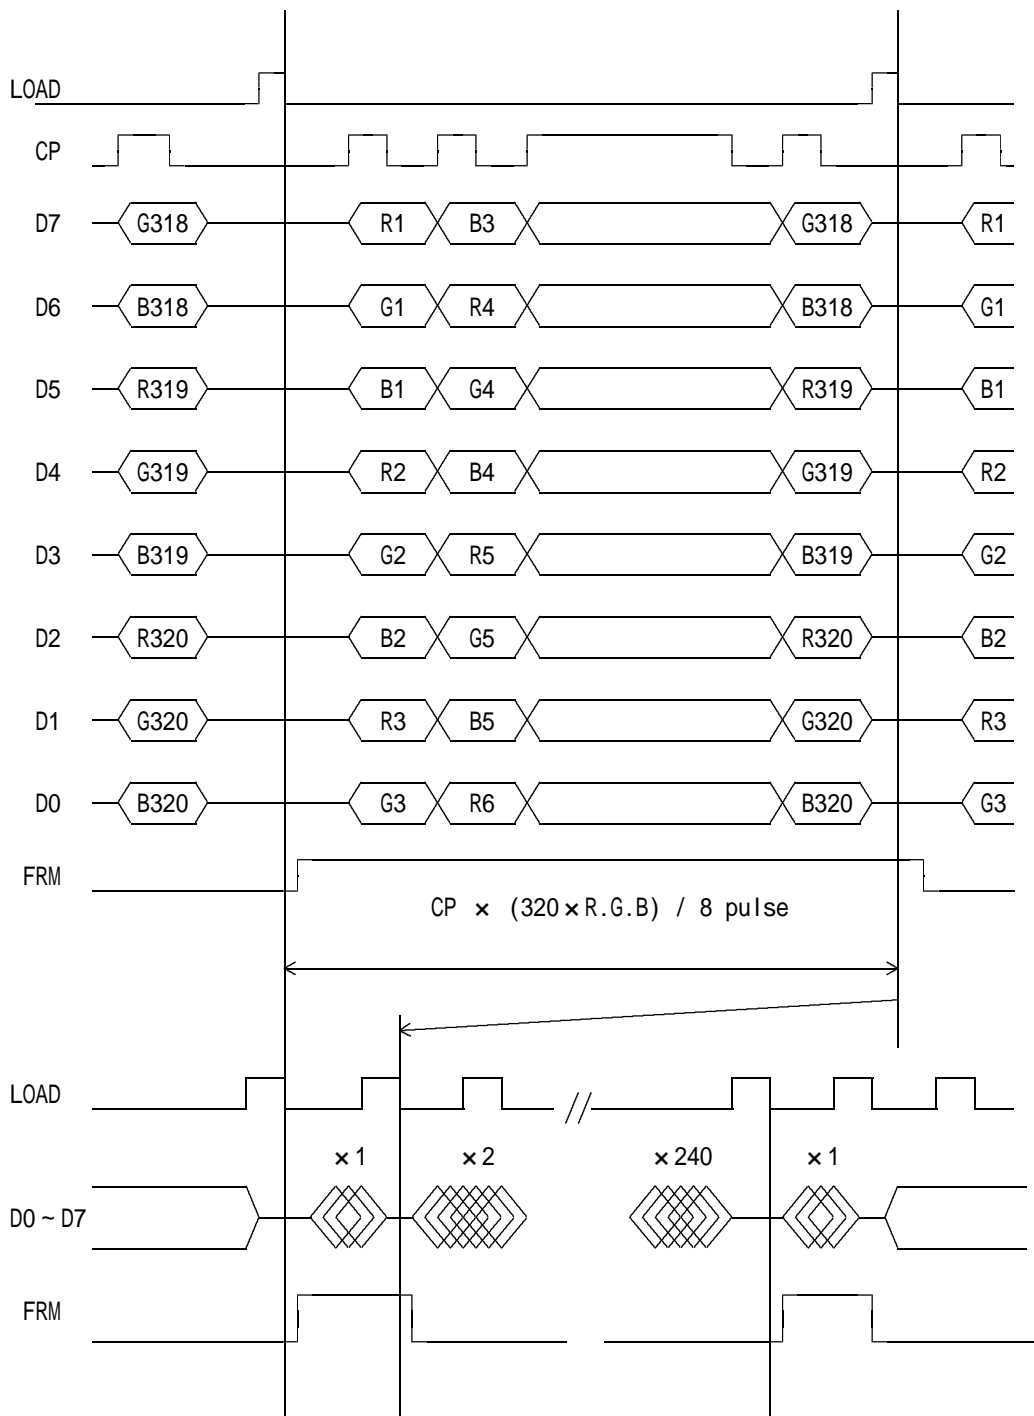 LOAD
CP
D7 G318 R1 B3 G318 R1
D6 B318 G1 R4 B318 G1
D5 R319 B1 G4 R319 B1
D4 G319 R2 B4 G319 R2
D3 B319 G2 R5 B319 G2
D2 R320 B2 G5 R320 B2
D1 G320 R3 B5 G320 R3
D0 B320 G3 R6 B320 G3
FRM
CP × (320×R.G.B) / 8 pulse
LOAD
//
×1 ×2 ×240 ×1
D0~D7
FRM